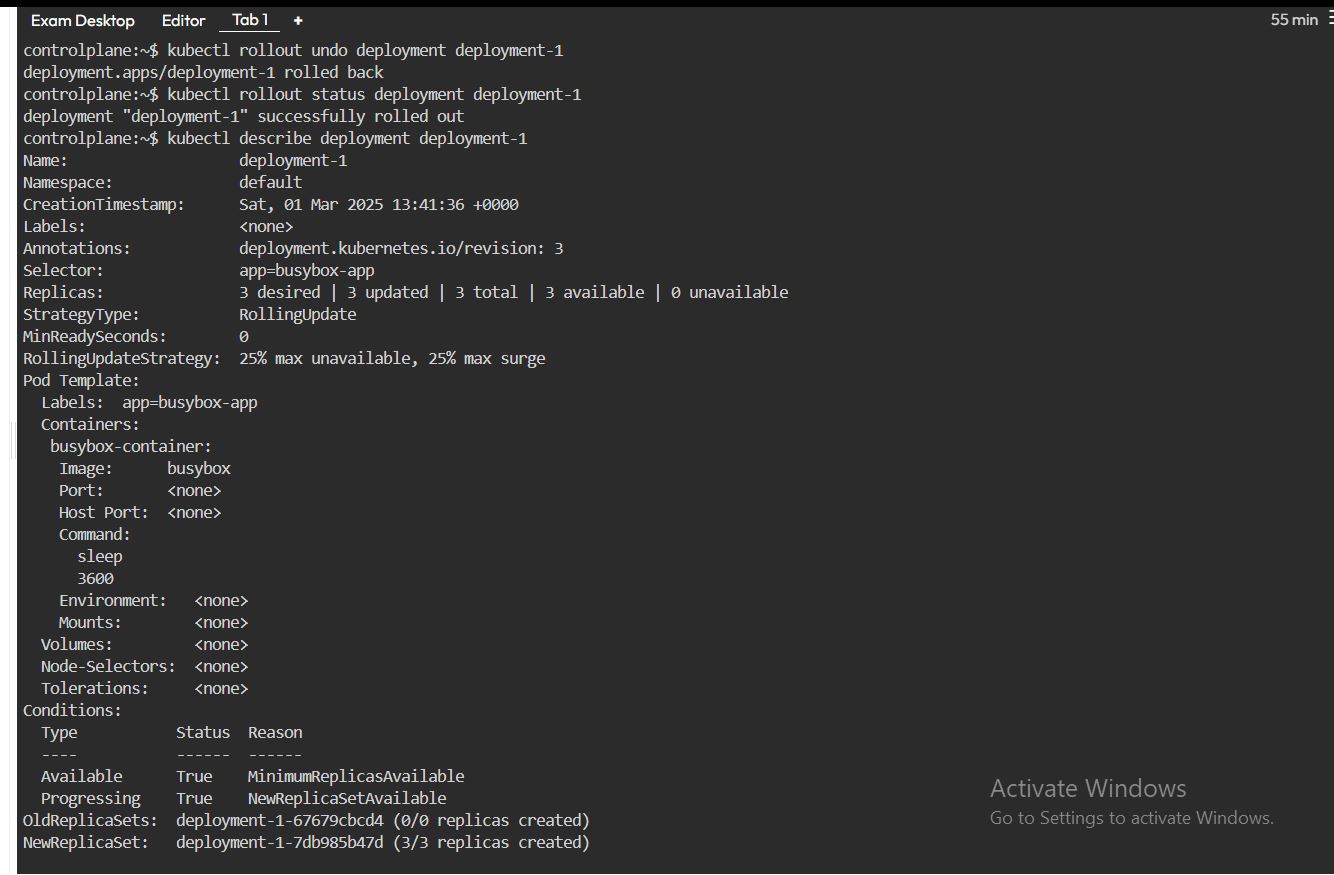 Exam Desktop Editor Tab 1 + 55 min
controlplane:~$ kubectl rollout undo deployment deployment-1
deployment.apps/deployment-1 rolled back
controlplane:~$ kubectl rollout status deployment deployment-1
deployment "deployment-1" successfully rolled out
controlplane:~$ kubectl describe deployment deployment-1
Name:                   deployment-1
Namespace:              default
CreationTimestamp:      Sat, 01 Mar 2025 13:41:36 +0000
Labels:                 <none>
Annotations:            deployment.kubernetes.io/revision: 3
Selector:               app=busybox-app
Replicas:               3 desired | 3 updated | 3 total | 3 available | 0 unavailable
StrategyType:           RollingUpdate
MinReadySeconds:        0
RollingUpdateStrategy:  25% max unavailable, 25% max surge
Pod Template:
  Labels:  app=busybox-app
  Containers:
   busybox-container:
    Image:      busybox
    Port:       <none>
    Host Port:  <none>
    Command:
      sleep
      3600
    Environment:   <none>
    Mounts:        <none>
  Volumes:         <none>
  Node-Selectors:  <none>
  Tolerations:     <none>
Conditions:
  Type           Status  Reason
  ----           ------  ------
  Available      True    MinimumReplicasAvailable
  Progressing    True    NewReplicaSetAvailable
OldReplicaSets:  deployment-1-67679cbcd4 (0/0 replicas created)
NewReplicaSet:   deployment-1-7db985b47d (3/3 replicas created)
Activate Windows
Go to Settings to activate Windows.